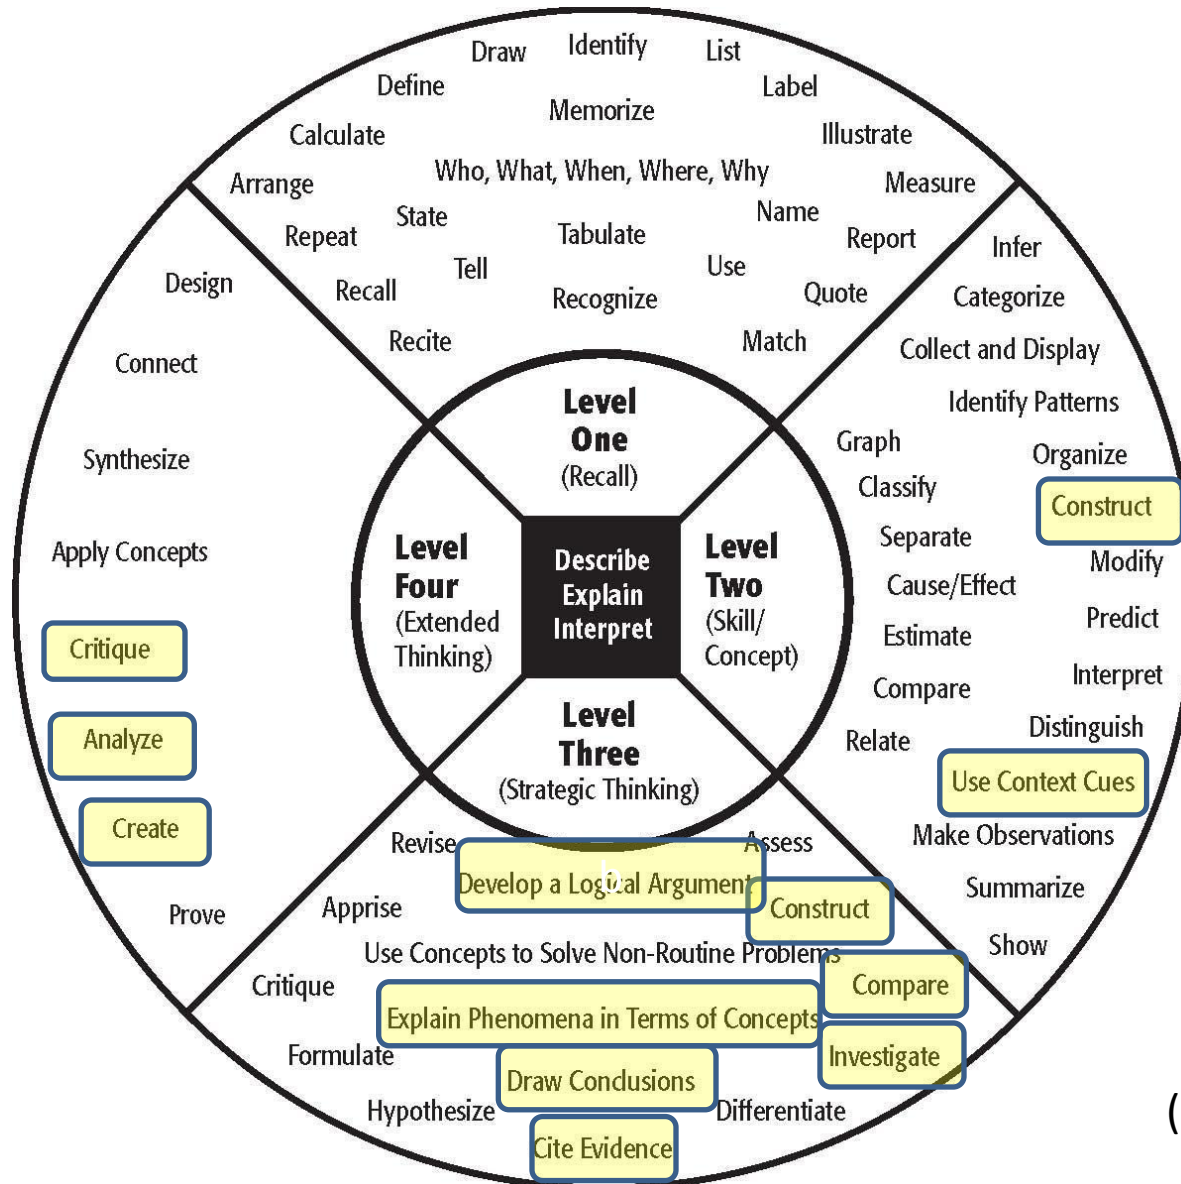 Draw
Identify
List
Define
Label
Memorize
Calculate
Illustrate
Who, What, When, Where, Why
Arrange
Measure
State
Name
Repeat
Tabulate
Report
Tell
Use
Recall
Recognize
Quote
Recite
Match
Infer
Categorize
Collect and Display
Identify Patterns
Graph
Organize
Classify
Construct
Separate
Modify
Cause/Effect
Predict
Estimate
Interpret
Compare
Distinguish
Relate
Use Context Cues
Make Observations
Summarize
Show
Design
Connect
Synthesize
Apply Concepts
Critique
Analyze
Create
Prove
Level
One
(Recall)
Level
Four
(Extended
Thinking)
Describe
Explain
Interpret
Level
Two
(Skill/
Concept)
Level
Three
(Strategic Thinking)
Revise
Assess
b
Develop a Logical Argument
Apprise
Construct
Use Concepts to Solve Non-Routine Problems
Critique
Compare
Explain Phenomena in Terms of Concepts
Formulate
Investigate
Draw Conclusions
Hypothesize
Differentiate
Cite Evidence
(